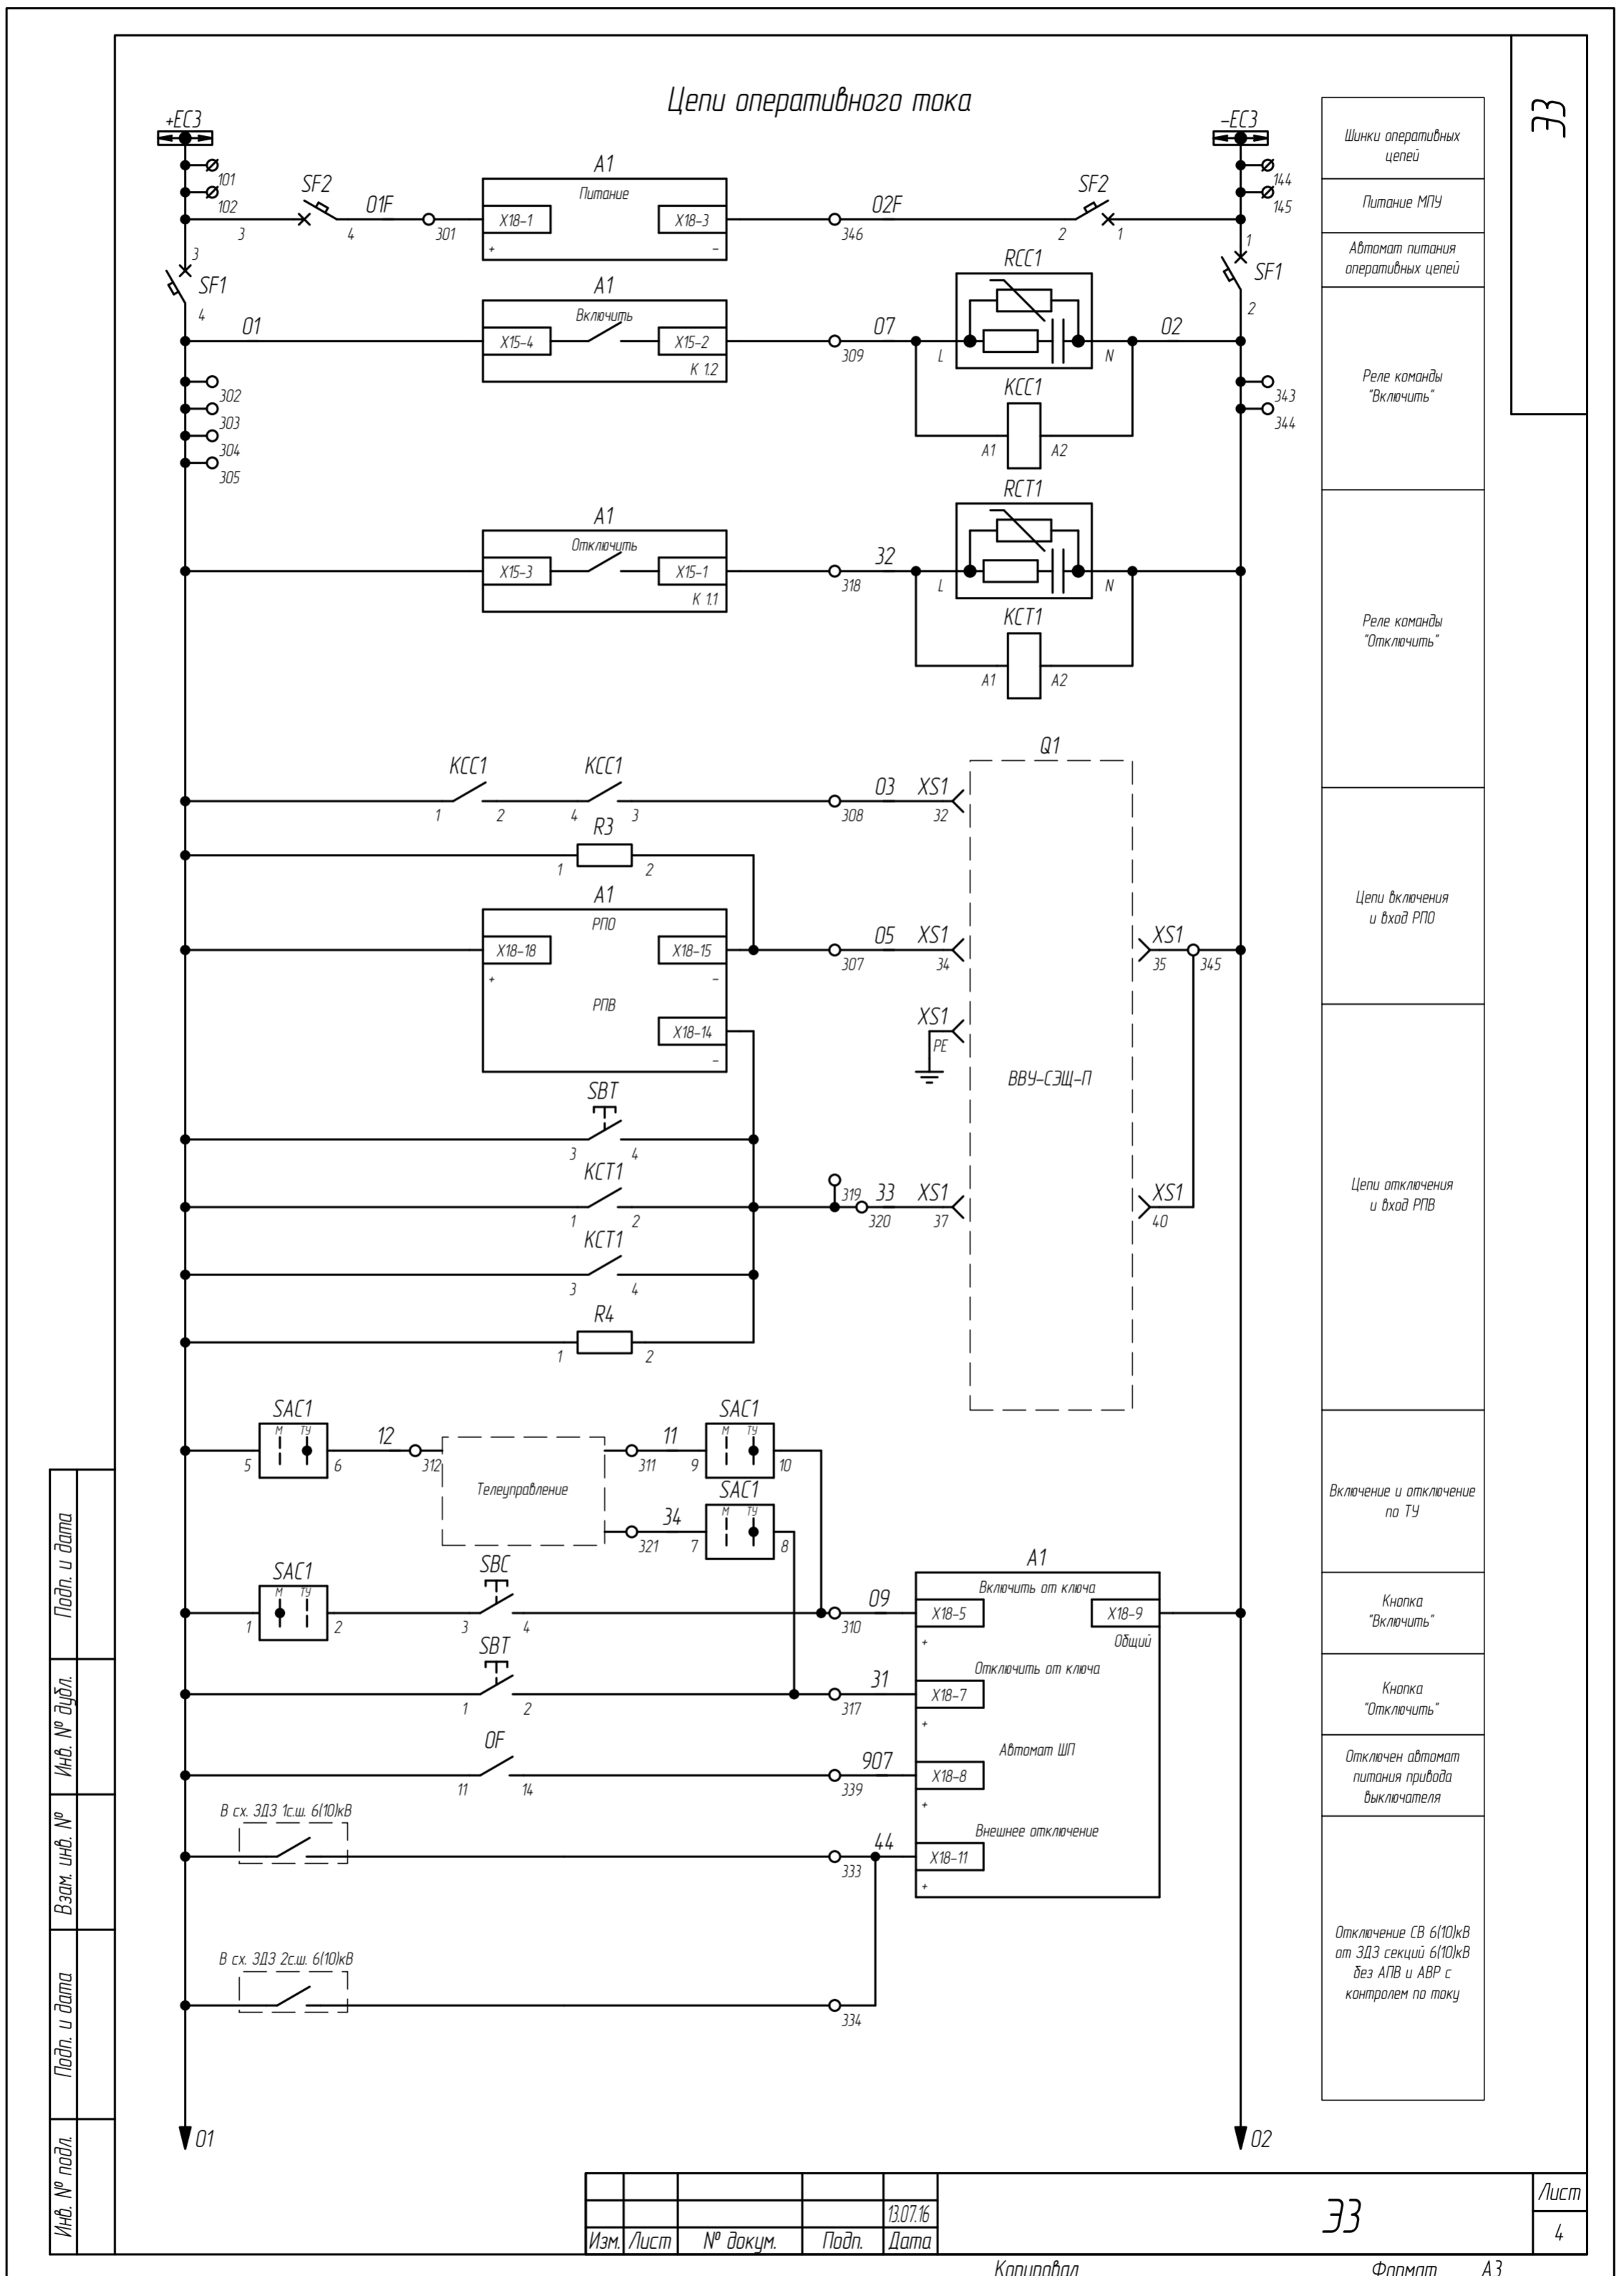 Цепи оперативного тока
ЭЗ
+ЕС3
-ЕС3
Шинки оперативных
цепей
101
102
144
145
SF2
01F
3
4
301
A1
Питание
X18-1
X18-3
+
-
02F
346
SF2
2
1
Питание МПУ
3
SF1
4
1
SF1
2
Автомат питания
оперативных цепей
01
A1
Включить
X15-4
X15-2
К 1.2
07
309
RCC1
L
N
02
KCC1
A1
A2
302
303
304
305
343
344
Реле команды
"Включить"
A1
Отключить
X15-3
X15-1
К 1.1
32
318
RCT1
L
N
KCT1
A1
A2
Реле команды
"Отключить"
Q1
KCC1
1
2
KCC1
4
3
03
308
XS1
32
R3
1
2
A1
РПО
X18-18
X18-15
+
-
05
307
XS1
34
XS1
35
345
Цепи включения
и вход РПО
РПВ
X18-14
-
XS1
PE
ВВУ-СЭЩ-П
SBT
3
4
KCT1
1
2
319
33
320
XS1
37
XS1
40
Цепи отключения
и вход РПВ
KCT1
3
4
R4
1
2
SAC1
М ТУ
5
6
12
312
Телеуправление
11
311
SAC1
М ТУ
9
10
34
321
SAC1
М ТУ
7
8
Включение и отключение
по ТУ
SAC1
М ТУ
1
2
SBC
3
4
09
310
A1
Включить от ключа
X18-5
X18-9
+
Общий
Кнопка
"Включить"
SBT
1
2
31
317
Отключить от ключа
X18-7
+
Кнопка
"Отключить"
OF
11
14
907
339
Автомат ШП
X18-8
+
Отключен автомат
питания привода
выключателя
В сх. ЗДЗ 1с.ш. 6(10)кВ
44
333
Внешнее отключение
X18-11
+
В сх. ЗДЗ 2с.ш. 6(10)кВ
334
Отключение СВ 6(10)кВ
от ЗДЗ секций 6(10)кВ
без АПВ и АВР с
контролем по току
01
02
Подп. и дата
Инв. № дубл.
Взам. инв. №
Подп. и дата
Инв. № подл.
13.07.16
Изм.
Лист
№ докум.
Подп.
Дата
ЭЗ
Лист
4
Копировал
Формат А3